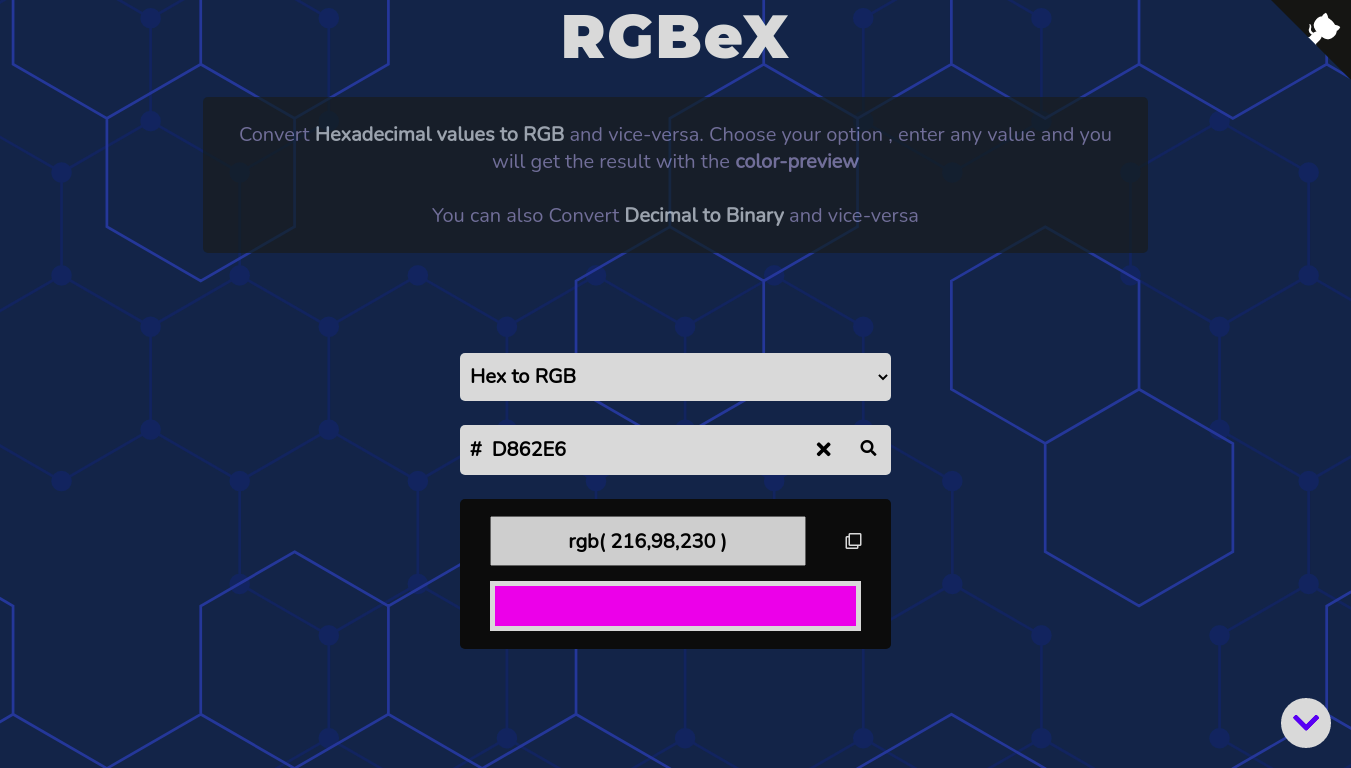 RGBeX
Convert Hexadecimal values to RGB and vice-versa. Choose your option , enter any value and you
will get the result with the color-preview
You can also Convert Decimal to Binary and vice-versa
Hex to RGB
# D862E6
rgb( 216,98,230 )